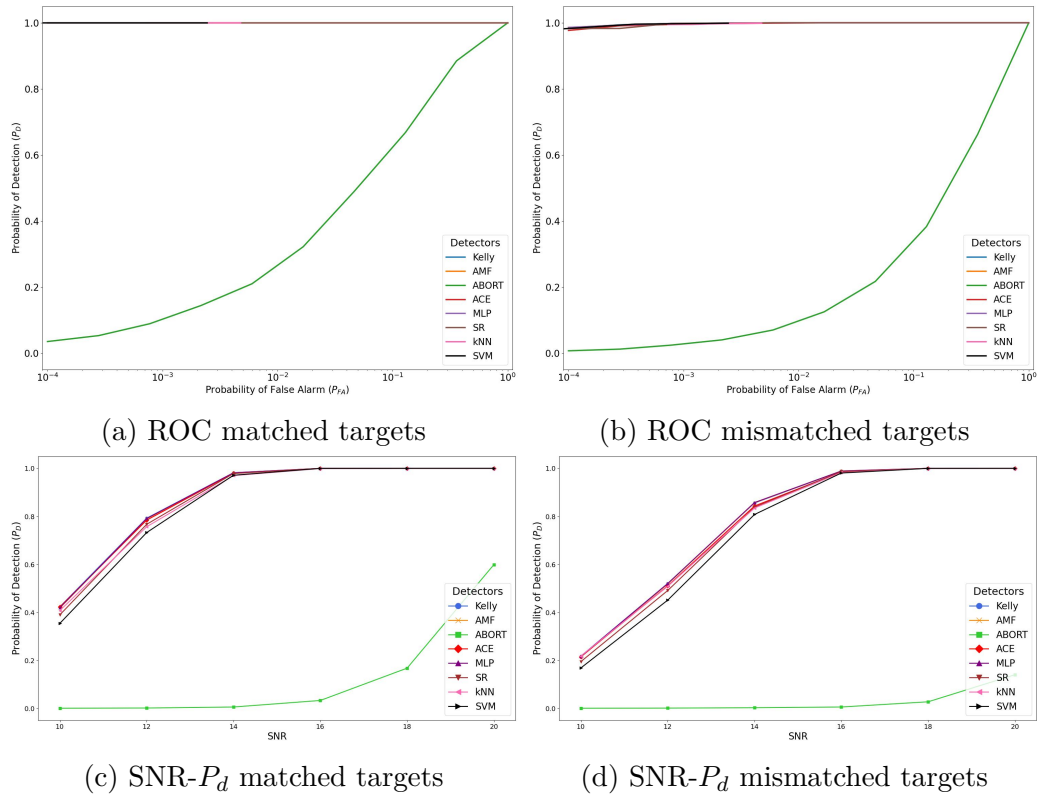 1.0
0.8
0.6
0.4
0.2
0.0
Probability of Detection (P_D)
Detectors
Kelly
AMF
ABORT
ACE
MLP
SR
kNN
SVM
10⁻⁴
10⁻³
10⁻²
10⁻¹
10⁰
Probability of False Alarm (P_FA)
(a) ROC matched targets
1.0
0.8
0.6
0.4
0.2
0.0
Probability of Detection (P_D)
Detectors
Kelly
AMF
ABORT
ACE
MLP
SR
kNN
SVM
10⁻⁴
10⁻³
10⁻²
10⁻¹
10⁰
Probability of False Alarm (P_FA)
(b) ROC mismatched targets
1.0
0.8
0.6
0.4
0.2
0.0
Probability of Detection (P_D)
Detectors
Kelly
AMF
ABORT
ACE
MLP
SR
kNN
SVM
10
12
14
16
18
20
SNR
(c) SNR-P_d matched targets
1.0
0.8
0.6
0.4
0.2
0.0
Probability of Detection (P_D)
Detectors
Kelly
AMF
ABORT
ACE
MLP
SR
kNN
SVM
10
12
14
16
18
20
SNR
(d) SNR-P_d mismatched targets